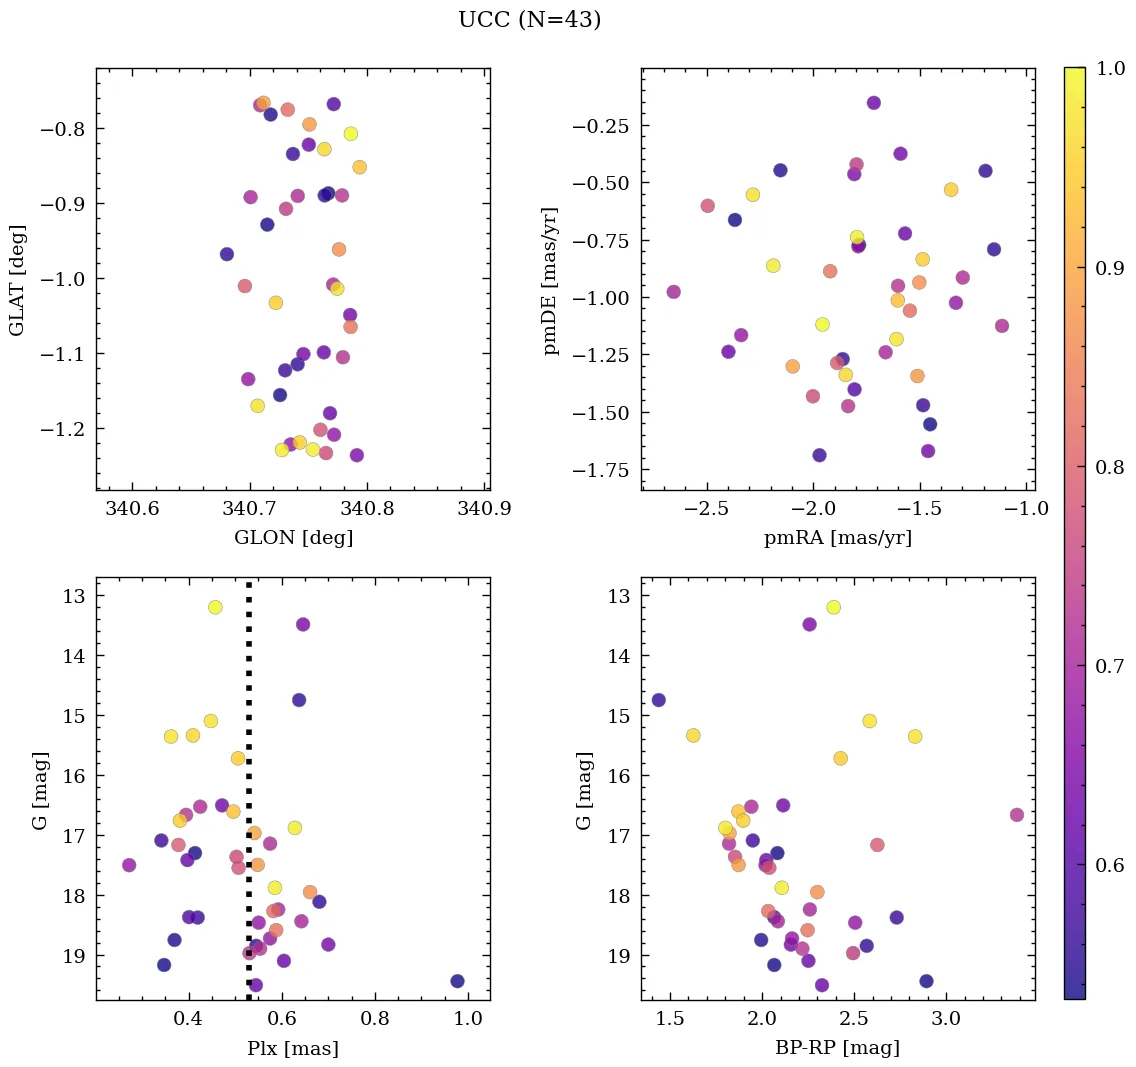 UCC (N=43)
GLAT [deg]
−0.8
−0.9
−1.0
−1.1
−1.2
340.6 340.7 340.8 340.9
GLON [deg]
pmDE [mas/yr]
−0.25
−0.50
−0.75
−1.00
−1.25
−1.50
−1.75
−2.5 −2.0 −1.5 −1.0
pmRA [mas/yr]
1.0
0.9
0.8
0.7
0.6
G [mag]
13
14
15
16
17
18
19
0.4 0.6 0.8 1.0
Plx [mas]
G [mag]
13
14
15
16
17
18
19
1.5 2.0 2.5 3.0
BP-RP [mag]